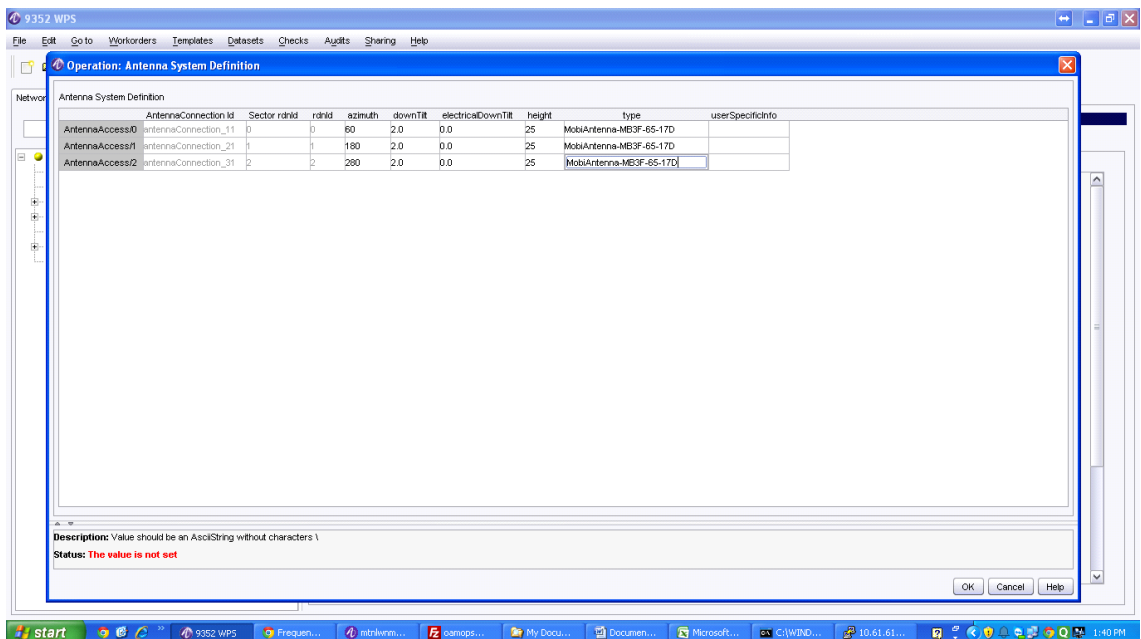 9352 WPS
File Edit Go to Workorders Templates Datasets Checks Audits Sharing Help
Operation: Antenna System Definition
Networ
Antenna System Definition
AntennaConnection Id Sector rdnId rdnId azimuth downTilt electricalDownTilt height type userSpecificInfo
AntennaAccess/0 antennaConnection_11 0 0 60 2.0 0.0 25 MobiAntenna-MB3F-65-17D
AntennaAccess/1 antennaConnection_21 1 1 180 2.0 0.0 25 MobiAntenna-MB3F-65-17D
AntennaAccess/2 antennaConnection_31 2 2 280 2.0 0.0 25 MobiAntenna-MB3F-65-17D
Description: Value should be an AsciiString without characters \
Status: The value is not set
OK Cancel Help
start 9352 WPS Frequen... mtnlwnm... oamops... My Docu... Documen... Microsoft... C:\WIND... 10.61.61... 1:40 PM